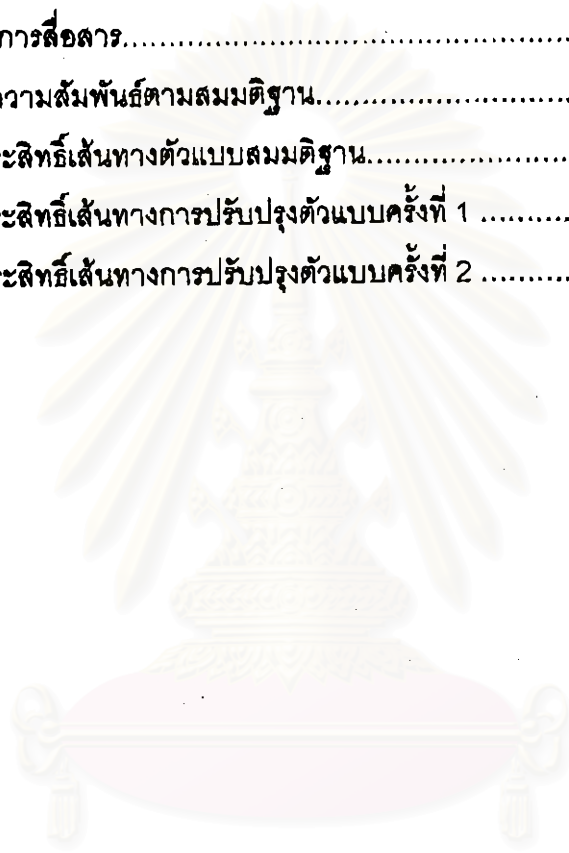 การสื่อสาร..........................................................
วามสัมพันธ์ตามสมมติฐาน..................................
ะสิทธิ์เส้นทางตัวแบบสมมติฐาน.........................
ะสิทธิ์เส้นทางการปรับปรุงตัวแบบครั้งที่ 1 ...........
ะสิทธิ์เส้นทางการปรับปรุงตัวแบบครั้งที่ 2 ...........